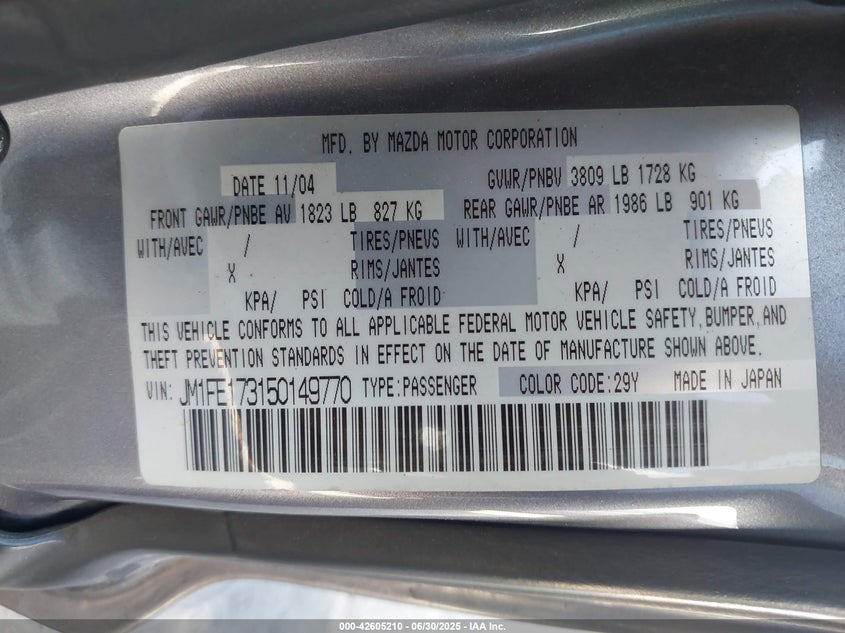 MFD. BY MAZDA MOTOR CORPORATION
DATE 11/04 GVWR/PNBV 3809 LB 1728 KG
FRONT GAWR/PNBE AV 1823 LB 827 KG REAR GAWR/PNBE AR 1986 LB 901 KG
WITH/AVEC / TIRES/PNEUS WITH/AVEC / TIRES/PNEUS
X RIMS/JANTES X RIMS/JANTES
KPA/ PSI COLD/A FROID KPA/ PSI COLD/A FROID
THIS VEHICLE CONFORMS TO ALL APPLICABLE FEDERAL MOTOR VEHICLE SAFETY, BUMPER, AND
THEFT PREVENTION STANDARDS IN EFFECT ON THE DATE OF MANUFACTURE SHOWN ABOVE.
VIN: JM1FE173150149770 TYPE:PASSENGER COLOR CODE:29Y MADE IN JAPAN
000-42605210 - 06/30/2025 - IAA Inc.